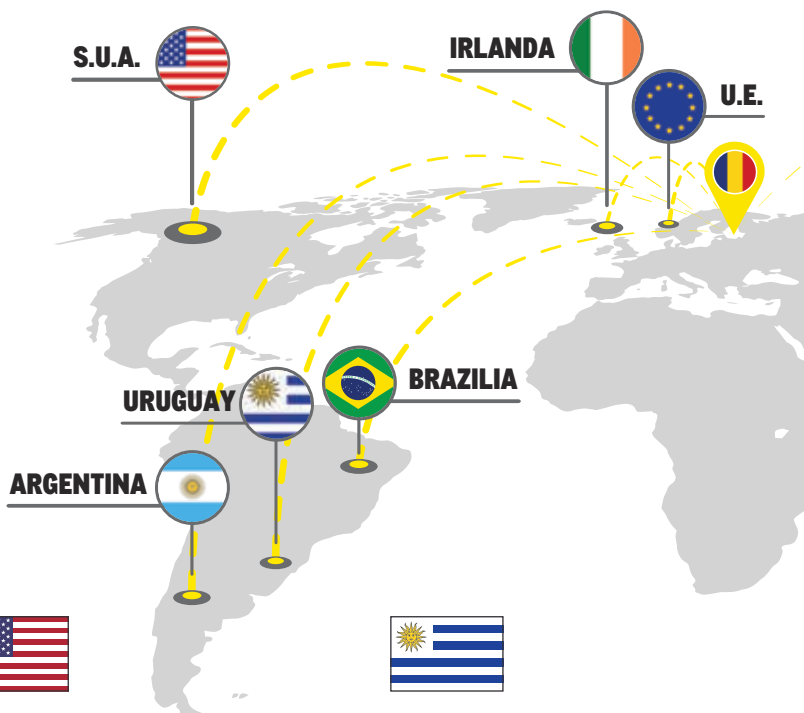 S.U.A.
IRLANDA
U.E.
BRAZILIA
URUGUAY
ARGENTINA